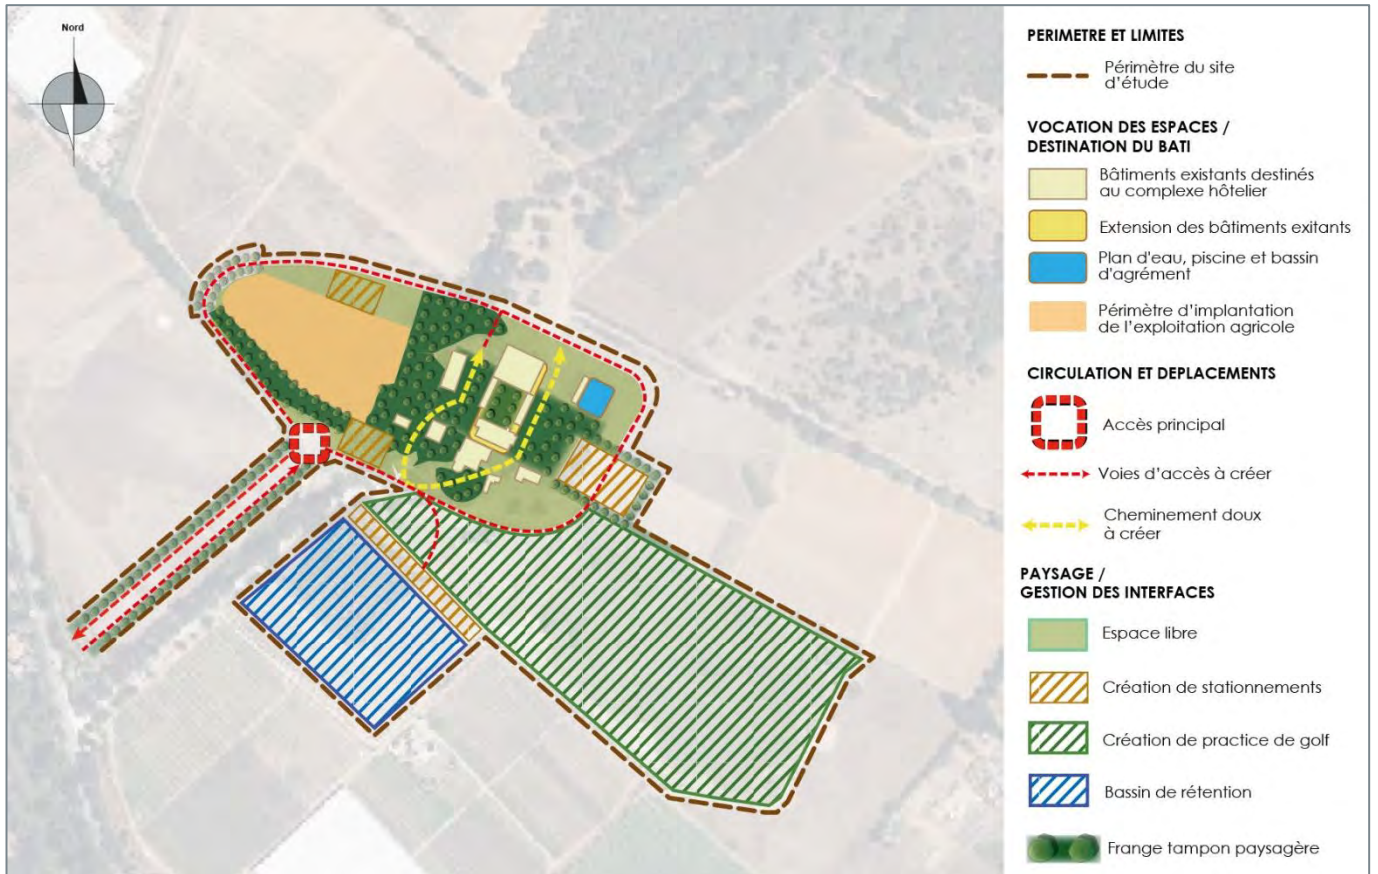 Nord
PERIMETRE ET LIMITES
Périmètre du site
d'étude
VOCATION DES ESPACES /
DESTINATION DU BATI
Bâtiments existants destinés
au complexe hôtelier
Extension des bâtiments exitants
Plan d'eau, piscine et bassin
d'agrément
Périmètre d'implantation
de l'exploitation agricole
CIRCULATION ET DEPLACEMENTS
Accès principal
Voies d'accès à créer
Cheminement doux
à créer
PAYSAGE /
GESTION DES INTERFACES
Espace libre
Création de stationnements
Création de practice de golf
Bassin de rétention
Frange tampon paysagère